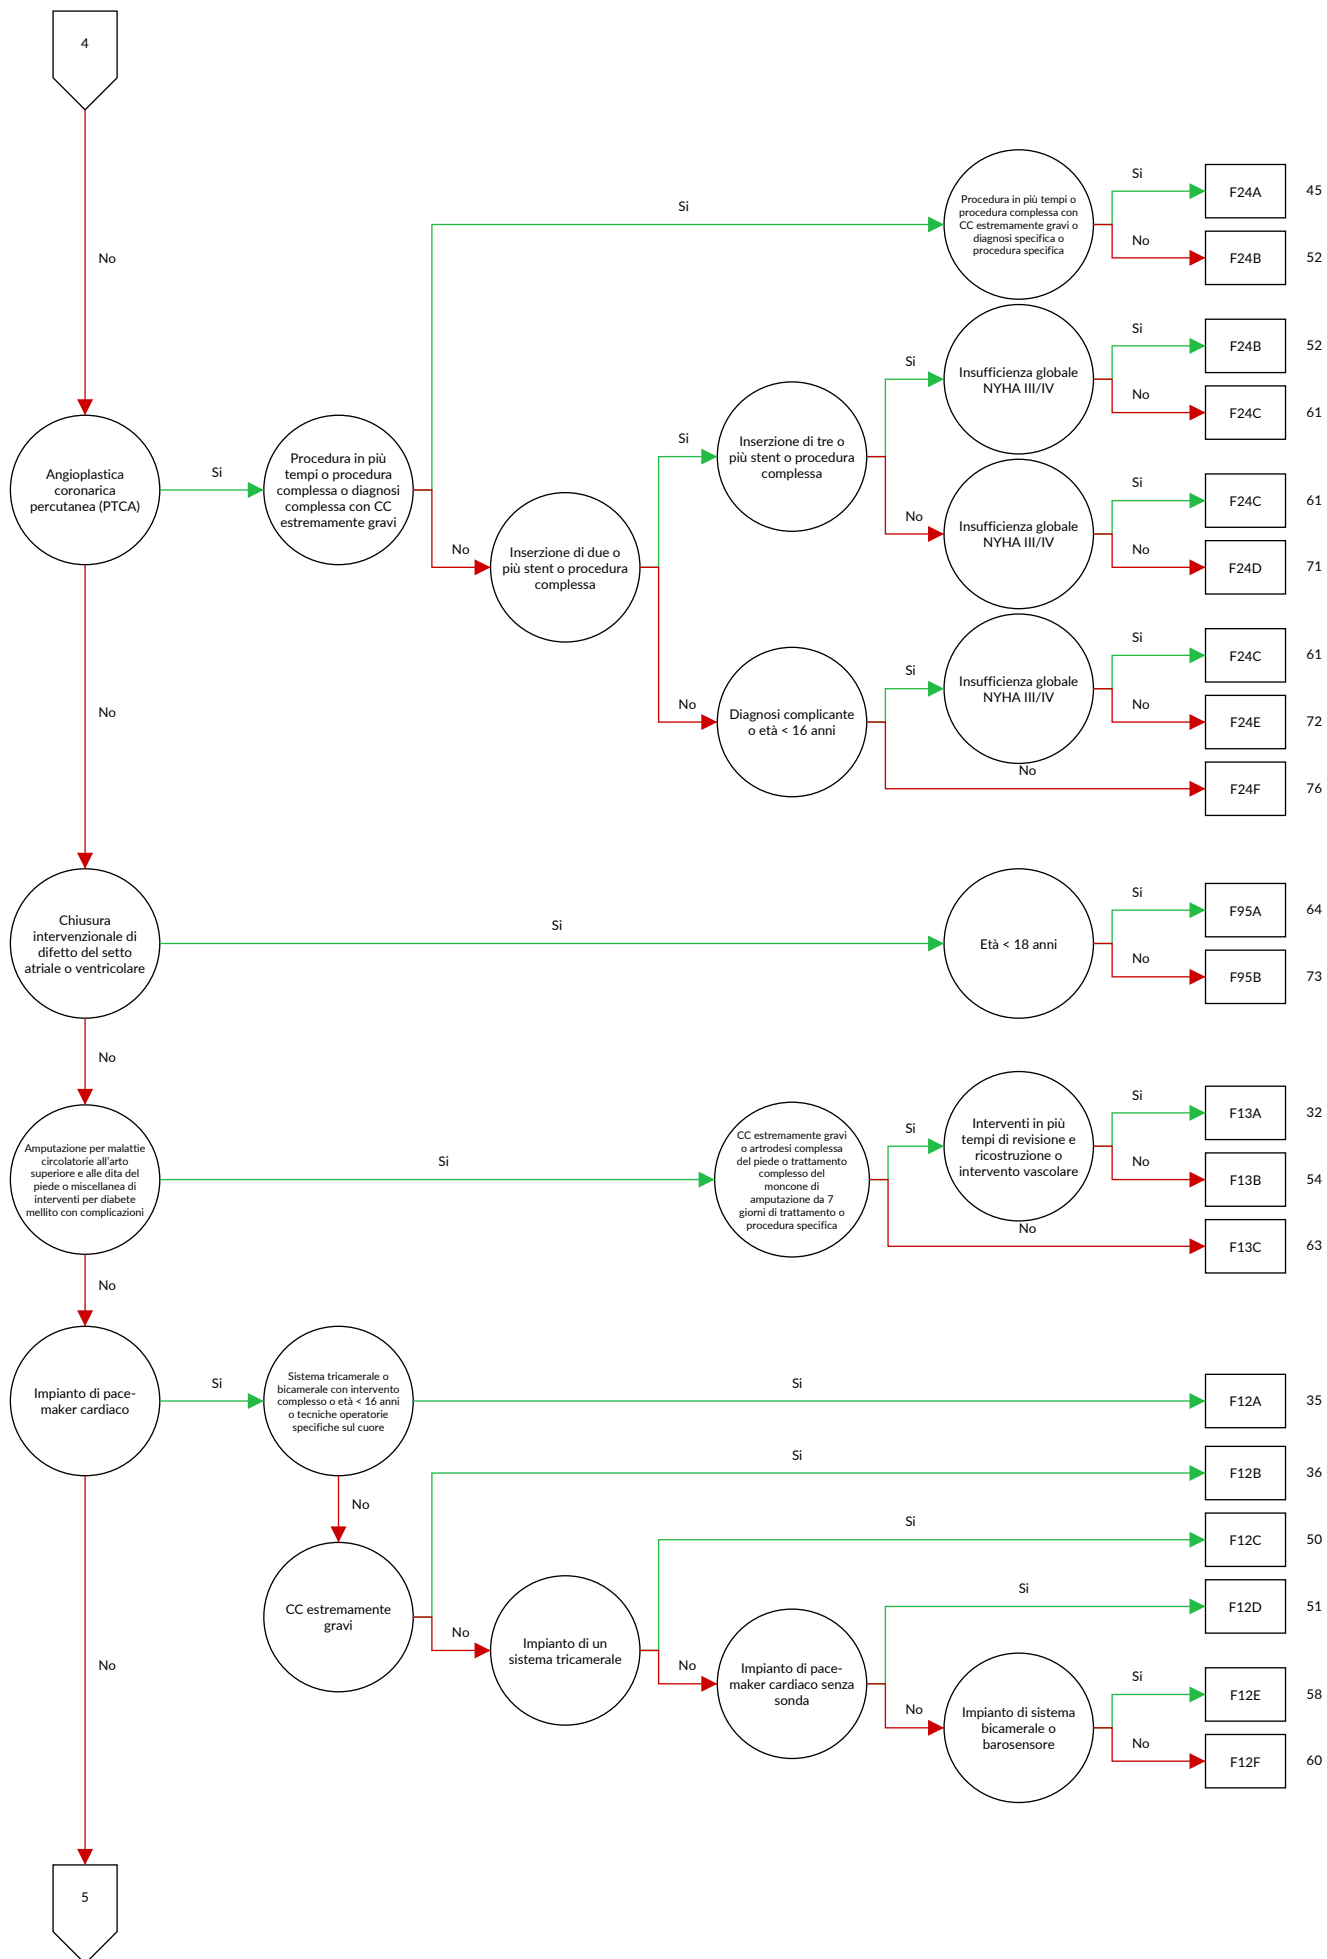 4
No
Angioplastica
coronarica
percutanea (PTCA)
Si
Procedura in più
tempi o procedura
complessa o diagnosi
complessa con CC
estremamente gravi
Si
Procedura in più tempi o
procedura complessa con
CC estremamente gravi o
diagnosi specifica o
procedura specifica
Si
F24A
45
No
F24B
52
No
Inserzione di due o
più stent o procedura
complessa
Si
Inserzione di tre o
più stent o procedura
complessa
Si
Insufficienza globale
NYHA III/IV
Si
F24B
52
No
F24C
61
No
Insufficienza globale
NYHA III/IV
Si
F24C
61
No
F24D
71
No
Diagnosi complicante
o età < 16 anni
Si
Insufficienza globale
NYHA III/IV
Si
F24C
61
No
F24E
72
No
F24F
76
No
Chiusura
intervenzionale di
difetto del setto
atriale o ventricolare
Si
Età < 18 anni
Si
F95A
64
No
F95B
73
No
Amputazione per malattie
circolatorie all'arto
superiore e alle dita del
piede o miscellanea di
interventi per diabete
mellito con complicazioni
Si
CC estremamente gravi
o artrodesi complessa
del piede o trattamento
complesso del
moncone di
amputazione da 7
giorni di trattamento o
procedura specifica
Si
Interventi in più
tempi di revisione e
ricostruzione o
intervento vascolare
Si
F13A
32
No
F13B
54
No
F13C
63
No
Impianto di pace-
maker cardiaco
Si
Sistema tricamerale o
bicamerale con intervento
complesso o età < 16 anni
o tecniche operatorie
specifiche sul cuore
Si
F12A
35
No
CC estremamente
gravi
Si
F12B
36
No
Impianto di un
sistema tricamerale
Si
F12C
50
No
Impianto di pace-
maker cardiaco senza
sonda
Si
F12D
51
No
Impianto di sistema
bicamerale o
barosensore
Si
F12E
58
No
F12F
60
No
5